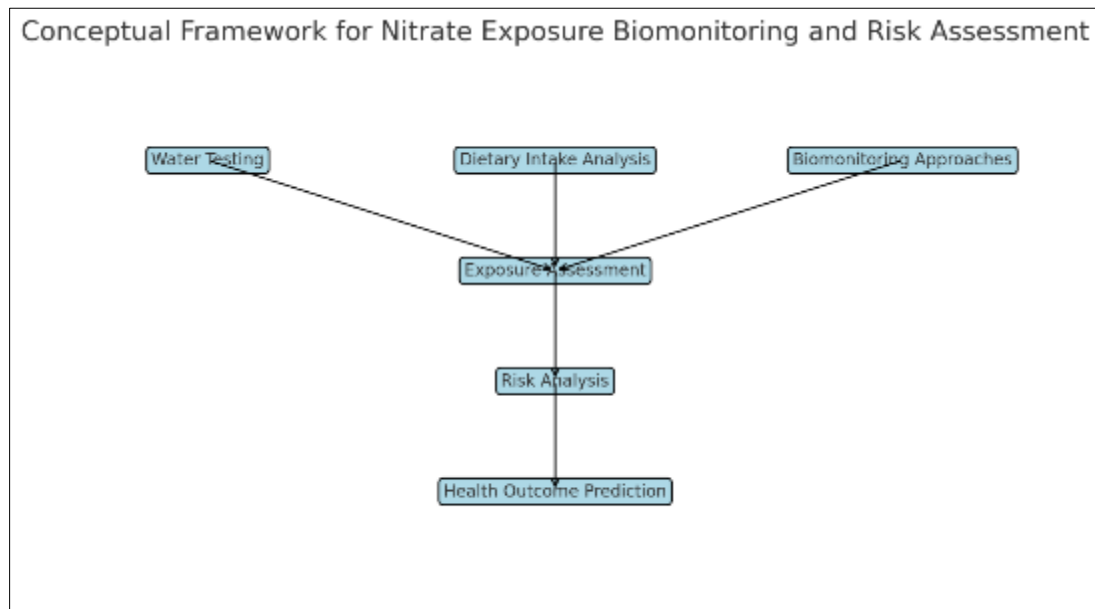 Conceptual Framework for Nitrate Exposure Biomonitoring and Risk Assessment
Water Testing
Dietary Intake Analysis
Biomonitoring Approaches
Exposure Assessment
Risk Analysis
Health Outcome Prediction